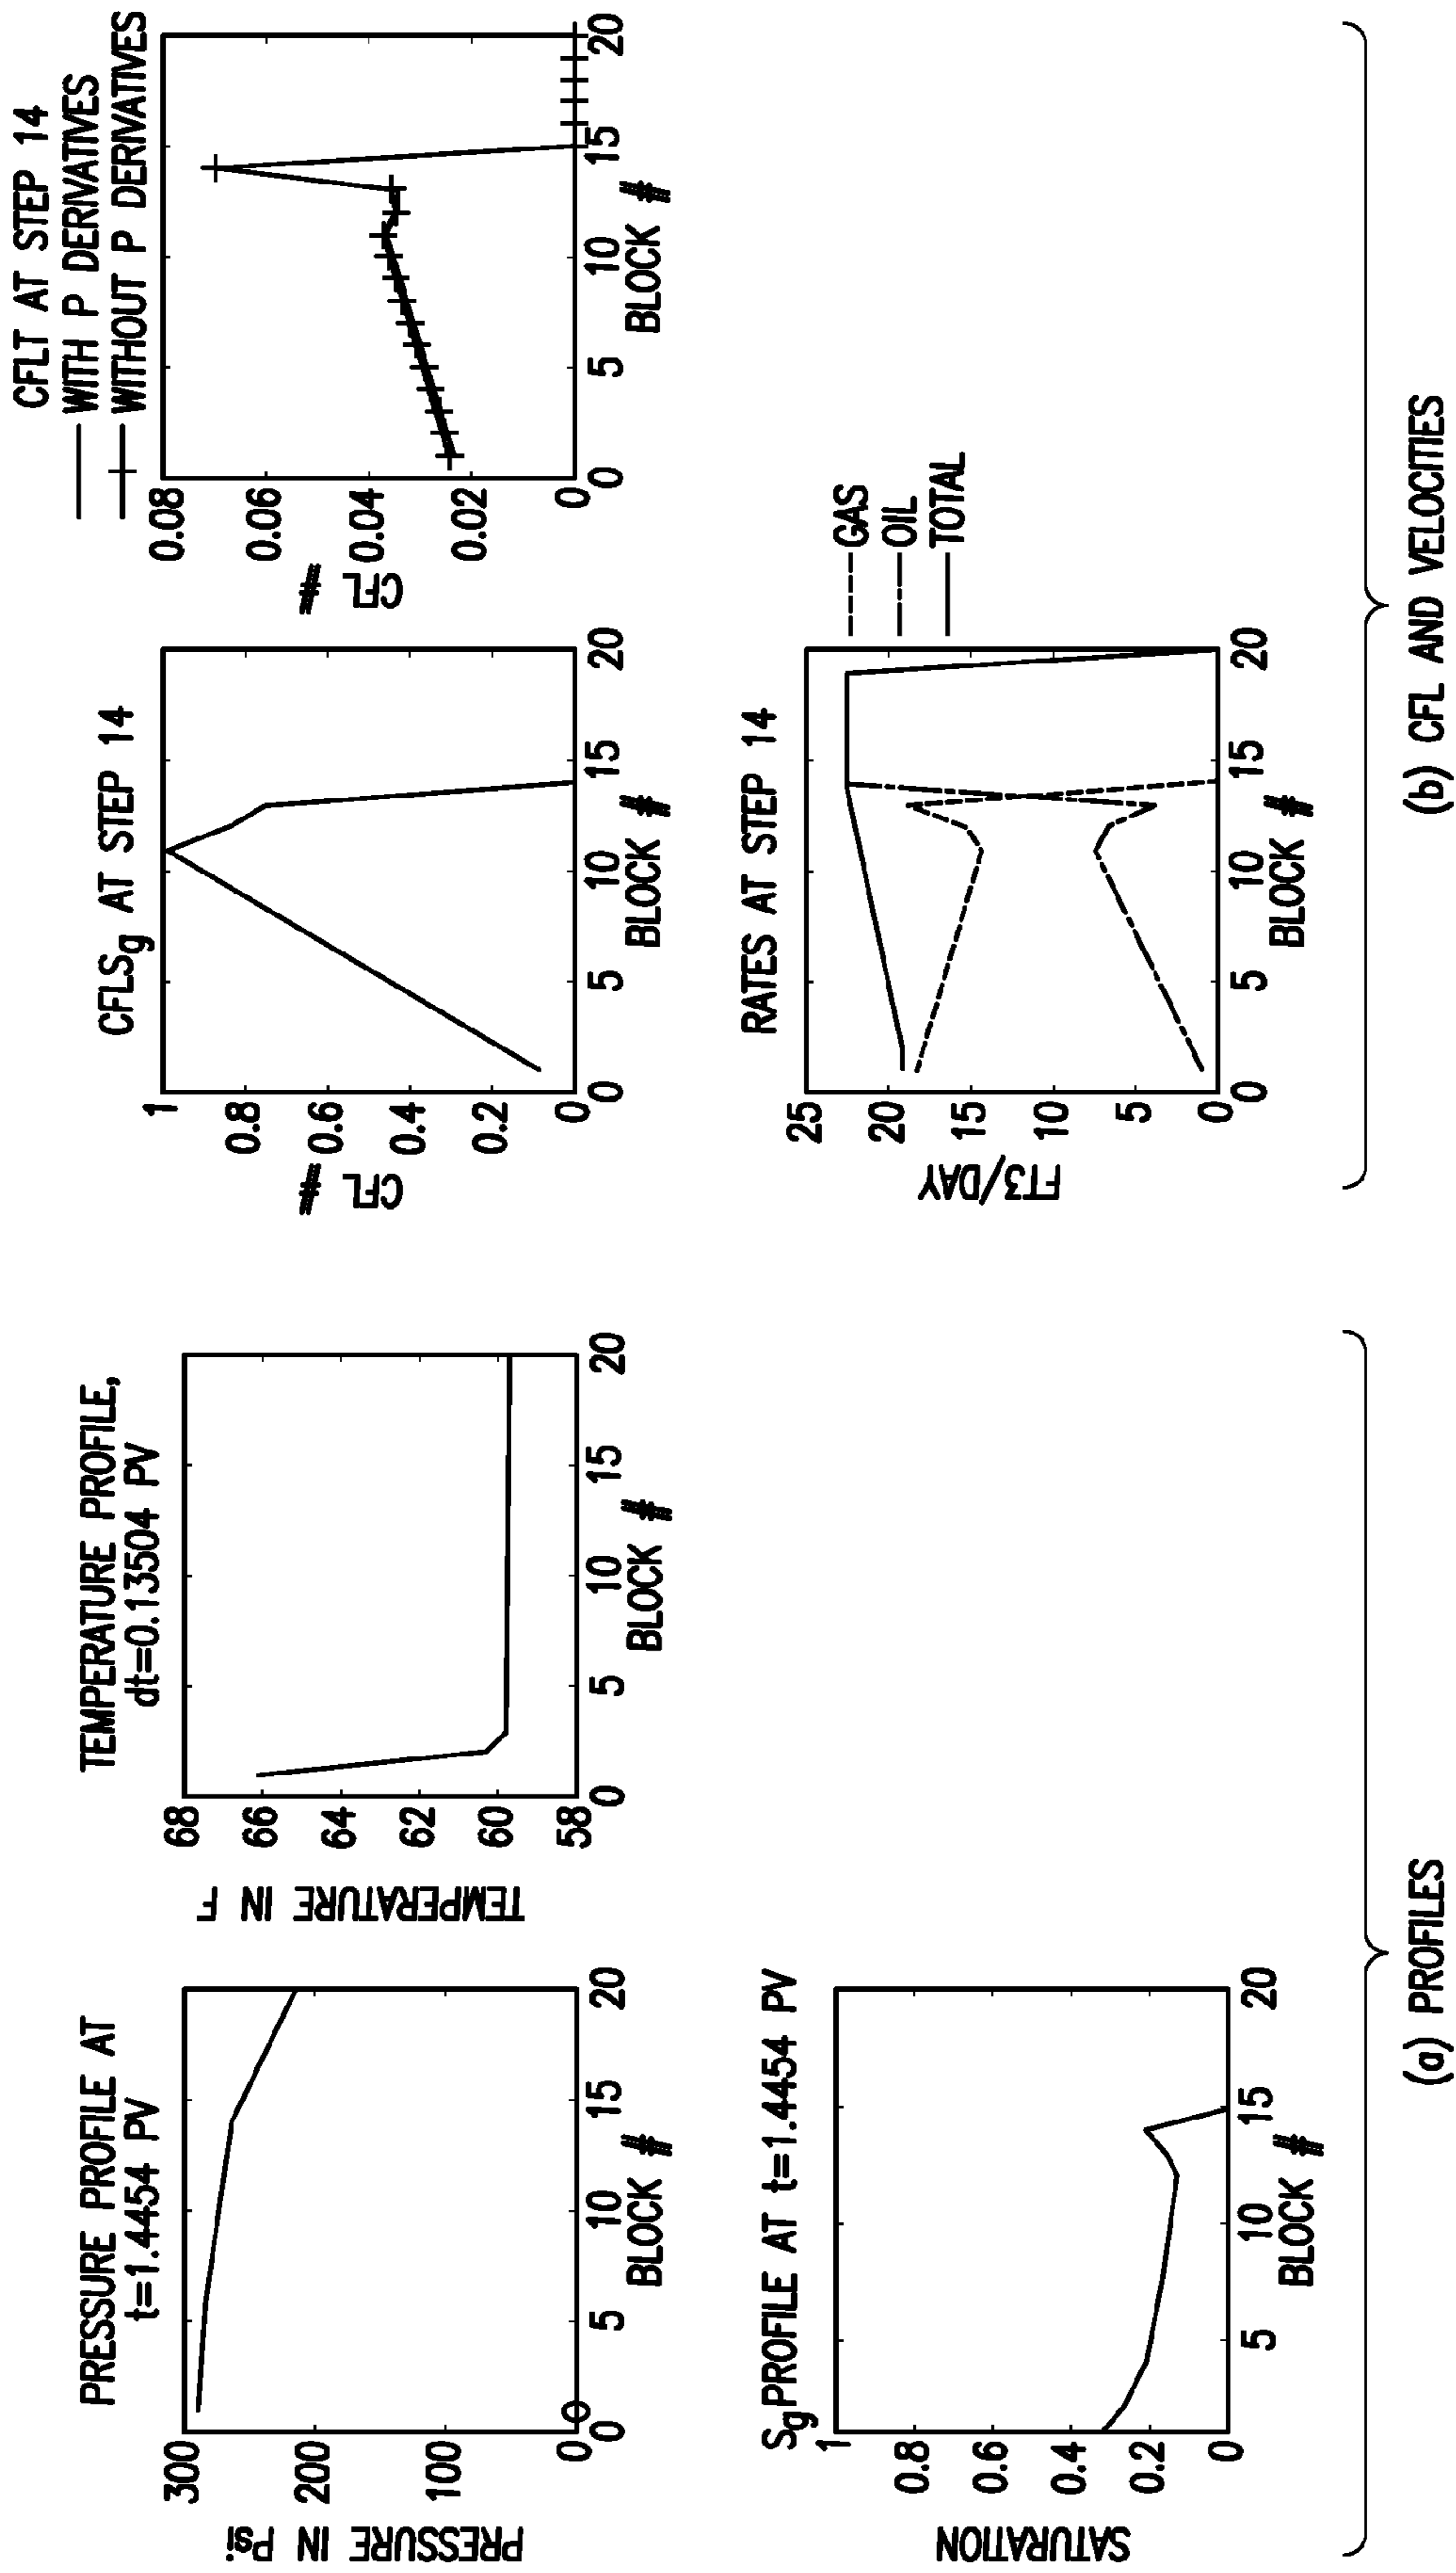 PRESSURE PROFILE AT
t=1.4454 PV
300
200
100
0
PRESSURE IN Psi
0
5
10
15
20
BLOCK #
TEMPERATURE PROFILE,
dt=0.13504 PV
68
66
64
62
60
58
TEMPERATURE IN F
0
5
10
15
20
BLOCK #
Sg PROFILE AT t=1.4454 PV
1
0.8
0.6
0.4
0.2
0
SATURATION
5
10
15
20
BLOCK #
(a) PROFILES
CFLSg AT STEP 14
1
0.8
0.6
0.4
0.2
0
CFL #
0
5
10
15
20
BLOCK #
CFLT AT STEP 14
WITH P DERIVATIVES
WITHOUT P DERIVATIVES
0.08
0.06
0.04
0.02
0
CFL #
0
5
10
15
20
BLOCK #
RATES AT STEP 14
25
20
15
10
5
0
FT3/DAY
0
5
10
15
20
BLOCK #
GAS
OIL
TOTAL
(b) CFL AND VELOCITIES